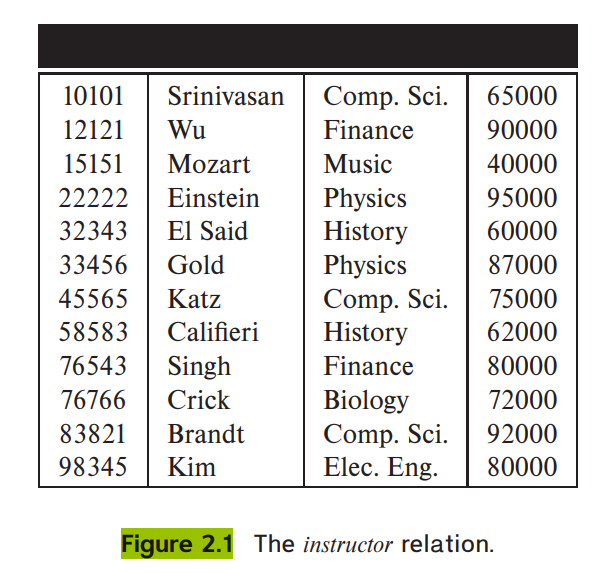 10101 Srinivasan Comp. Sci. 65000
12121 Wu Finance 90000
15151 Mozart Music 40000
22222 Einstein Physics 95000
32343 El Said History 60000
33456 Gold Physics 87000
45565 Katz Comp. Sci. 75000
58583 Califieri History 62000
76543 Singh Finance 80000
76766 Crick Biology 72000
83821 Brandt Comp. Sci. 92000
98345 Kim Elec. Eng. 80000
Figure 2.1 The instructor relation.